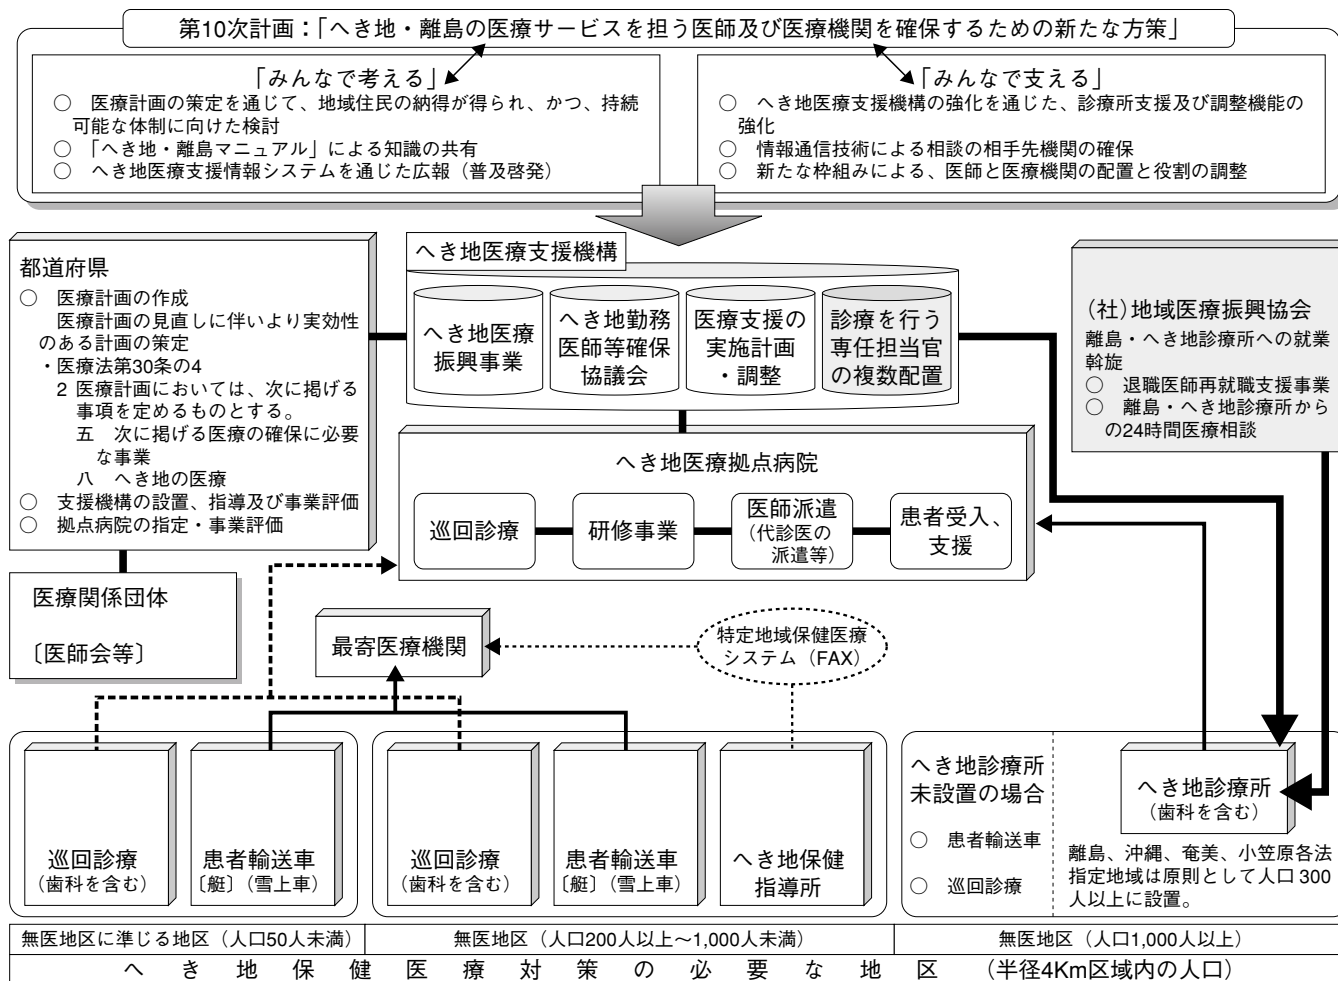 第10次計画：「へき地・離島の医療サービスを担う医師及び医療機関を確保するための新たな方策」
「みんなで考える」
○　医療計画の策定を通じて、地域住民の納得が得られ、かつ、持続
可能な体制に向けた検討
○　「へき地・離島マニュアル」による知識の共有
○　へき地医療支援情報システムを通じた広報（普及啓発）
「みんなで支える」
○　へき地医療支援機構の強化を通じた、診療所支援及び調整機能の
強化
○　情報通信技術による相談の相手先機関の確保
○　新たな枠組みによる、医師と医療機関の配置と役割の調整
都道府県
○　医療計画の作成
医療計画の見直しに伴いより実効性
のある計画の策定
・医療法第30条の4
2 医療計画においては、次に掲げる
事項を定めるものとする。
五　次に掲げる医療の確保に必要
な事業
八　へき地の医療
○　支援機構の設置、指導及び事業評価
○　拠点病院の指定・事業評価
医療関係団体
〔医師会等〕
へき地医療支援機構
へき地医療
振興事業
へき地勤務
医師等確保
協議会
医療支援の
実施計画
・調整
診療を行う
専任担当官
の複数配置
（社）地域医療振興協会
離島・へき地診療所への就業
斡旋
○　退職医師再就職支援事業
○　離島・へき地診療所から
の24時間医療相談
へき地医療拠点病院
巡回診療
研修事業
医師派遣
（代診医の
派遣等）
患者受入、
支援
最寄医療機関
特定地域保健医療
システム（FAX）
巡回診療
（歯科を含む）
患者輸送車
〔艇〕（雪上車）
巡回診療
（歯科を含む）
患者輸送車
〔艇〕（雪上車）
へき地保健
指導所
へき地診療所
未設置の場合
○　患者輸送車
○　巡回診療
へき地診療所
（歯科を含む）
離島、沖縄、奄美、小笠原各法
指定地域は原則として人口300
人以上に設置。
無医地区に準じる地区（人口50人未満）
無医地区（人口200人以上～1,000人未満）
無医地区（人口1,000人以上）
へき地保健医療対策の必要な地区　（半径4Km区域内の人口）